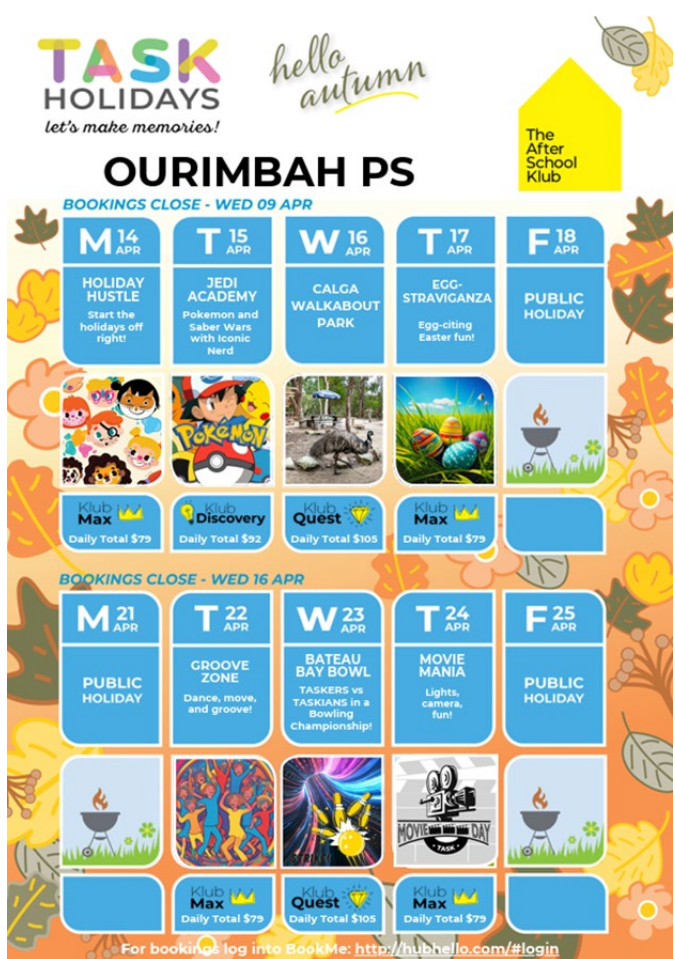 TASK
HOLIDAYS
let's make memories!
hello
autumn
The
After
School
Klub
OURIMBAH PS
BOOKINGS CLOSE - WED 09 APR
M 14 APR
T 15 APR
W 16 APR
T 17 APR
F 18 APR
HOLIDAY
HUSTLE
Start the
holidays off
right!
JEDI
ACADEMY
Pokemon and
Saber Wars
with Iconic
Nerd
CALGA
WALKABOUT
PARK
EGG-
STRAVIGANZA
Egg-citing
Easter fun!
PUBLIC
HOLIDAY
POKéMON
Klub
Max
Daily Total $79
Klub
Discovery
Daily Total $92
Klub
Quest
Daily Total $105
Klub
Max
Daily Total $79
BOOKINGS CLOSE - WED 16 APR
M 21 APR
T 22 APR
W 23 APR
T 24 APR
F 25 APR
PUBLIC
HOLIDAY
GROOVE
ZONE
Dance, move,
and groove!
BATEAU
BAY BOWL
TASKERS vs
TASKIANS in a
Bowling
Championship!
MOVIE
MANIA
Lights,
camera,
fun!
PUBLIC
HOLIDAY
STRIKE
MOVIE DAY
• TASK •
Klub
Max
Daily Total $79
Klub
Quest
Daily Total $105
Klub
Max
Daily Total $79
For bookings log into BookMe: http://hubhello.com/#login